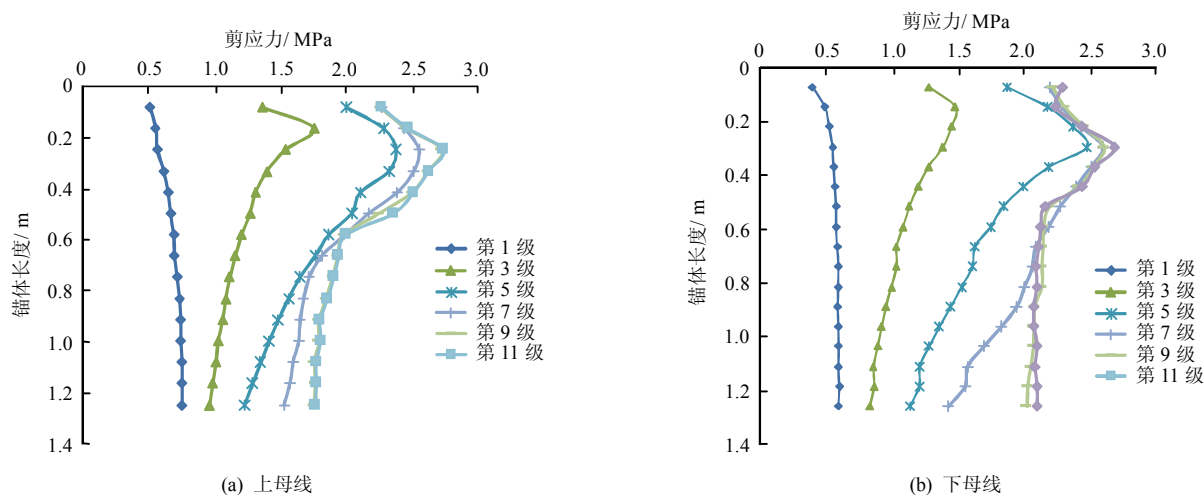 剪应力/ MPa
0 0.5 1.0 1.5 2.0 2.5 3.0
0
0.2
0.4
0.6
0.8
1.0
1.2
1.4
锚体长度/ m
第 1 级
第 3 级
第 5 级
第 7 级
第 9 级
第 11 级
(a) 上母线
剪应力/ MPa
0 0.5 1.0 1.5 2.0 2.5 3.0
0
0.2
0.4
0.6
0.8
1.0
1.2
1.4
锚体长度/ m
第 1 级
第 3 级
第 5 级
第 7 级
第 9 级
第 11 级
(b) 下母线